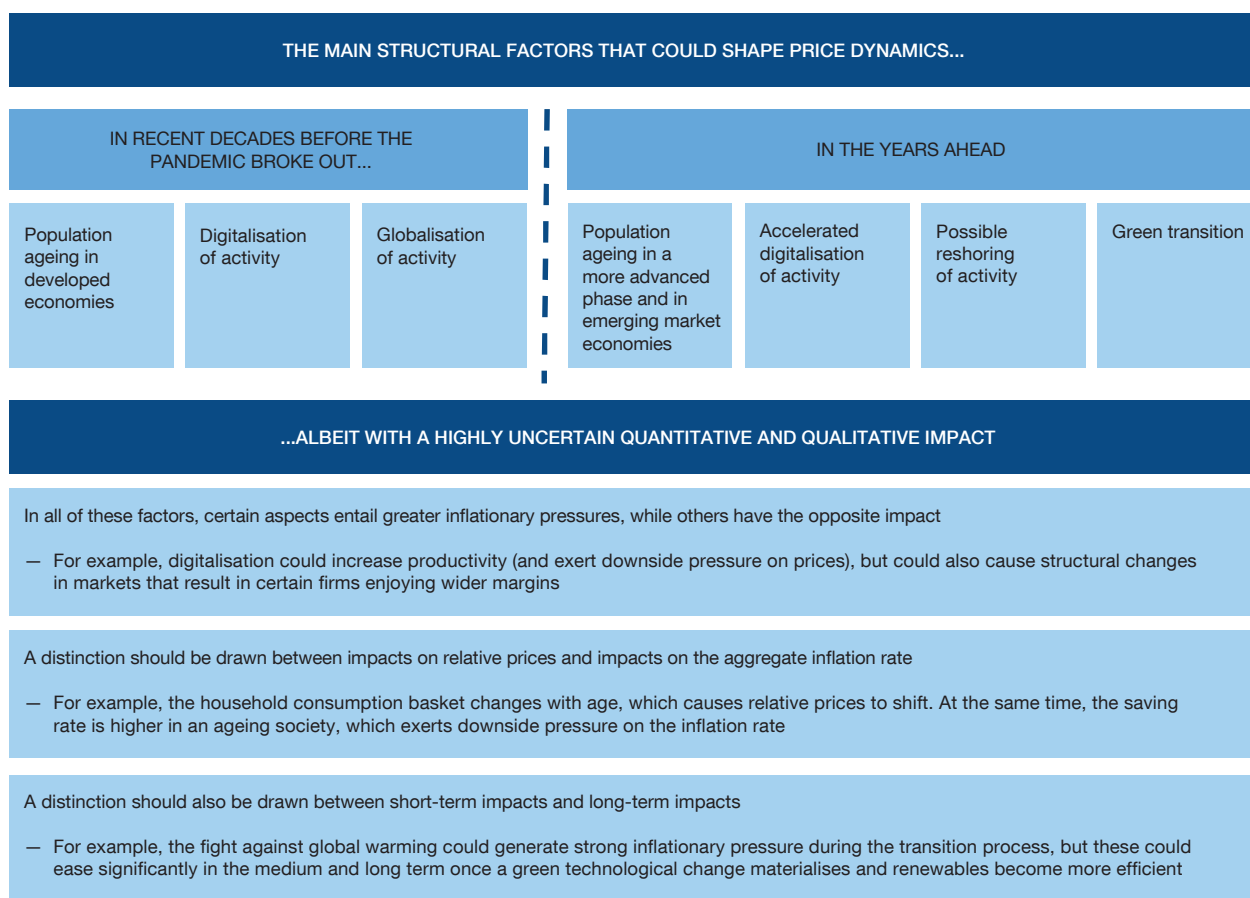 THE MAIN STRUCTURAL FACTORS THAT COULD SHAPE PRICE DYNAMICS...
IN RECENT DECADES BEFORE THE
PANDEMIC BROKE OUT...
IN THE YEARS AHEAD
Population
ageing in
developed
economies
Digitalisation
of activity
Globalisation
of activity
Population
ageing in a
more advanced
phase and in
emerging market
economies
Accelerated
digitalisation
of activity
Possible
reshoring
of activity
Green transition
...ALBEIT WITH A HIGHLY UNCERTAIN QUANTITATIVE AND QUALITATIVE IMPACT
In all of these factors, certain aspects entail greater inflationary pressures, while others have the opposite impact
— For example, digitalisation could increase productivity (and exert downside pressure on prices), but could also cause structural changes
in markets that result in certain firms enjoying wider margins
A distinction should be drawn between impacts on relative prices and impacts on the aggregate inflation rate
— For example, the household consumption basket changes with age, which causes relative prices to shift. At the same time, the saving
rate is higher in an ageing society, which exerts downside pressure on the inflation rate
A distinction should also be drawn between short-term impacts and long-term impacts
— For example, the fight against global warming could generate strong inflationary pressure during the transition process, but these could
ease significantly in the medium and long term once a green technological change materialises and renewables become more efficient